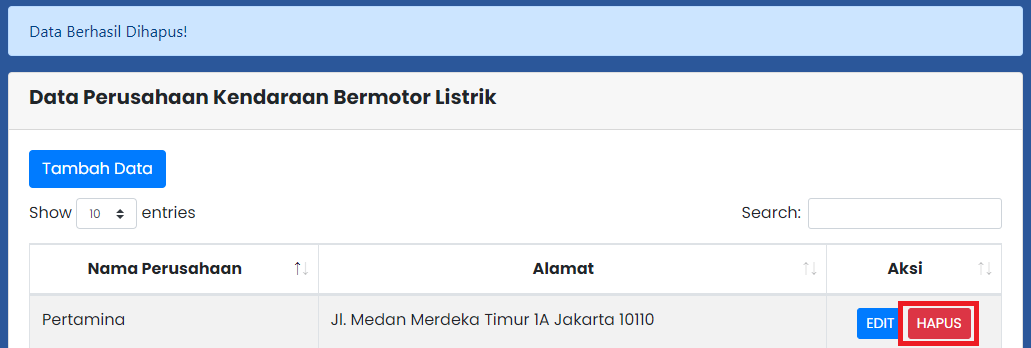 Data Berhasil Dihapus!
Data Perusahaan Kendaraan Bermotor Listrik
Tambah Data
Show 10 entries Search:
Nama Perusahaan Alamat Aksi
Pertamina Jl. Medan Merdeka Timur 1A Jakarta 10110 EDIT HAPUS